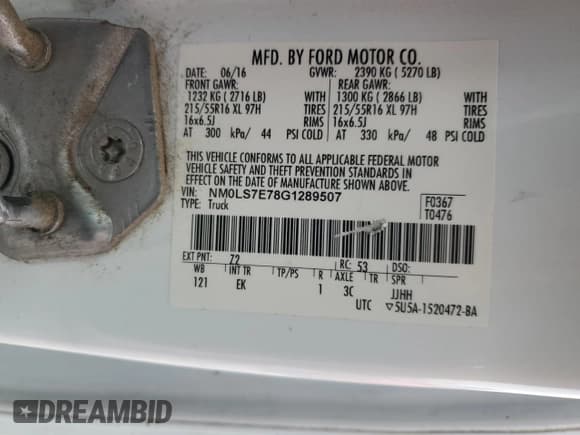 MFD. BY FORD MOTOR CO.
DATE: 06/16 GVWR: 2390 KG ( 5270 LB)
FRONT GAWR: REAR GAWR:
1232 KG ( 2716 LB) WITH 1300 KG ( 2866 LB) WITH
215/55R16 XL 97H TIRES 215/55R16 XL 97H TIRES
16x6.5J RIMS 16x6.5J RIMS
AT 300 kPa/ 44 PSI COLD AT 330 kPa/ 48 PSI COLD
THIS VEHICLE CONFORMS TO ALL APPLICABLE FEDERAL MOTOR
VEHICLE SAFETY AND THEFT PREVENTION STANDARDS IN
EFFECT ON THE DATE OF MANUFACTURE SHOWN ABOVE.
VIN: NM0LS7E78G1289507 F0367
TYPE: Truck T0476
EXT PNT: Z2 RC: 53 DSO:
WB INT TR TP/PS R AXLE TR SPR
121 EK 1 3C JJHH
UTC ▽5U5A-1520472-BA
DREAMBID